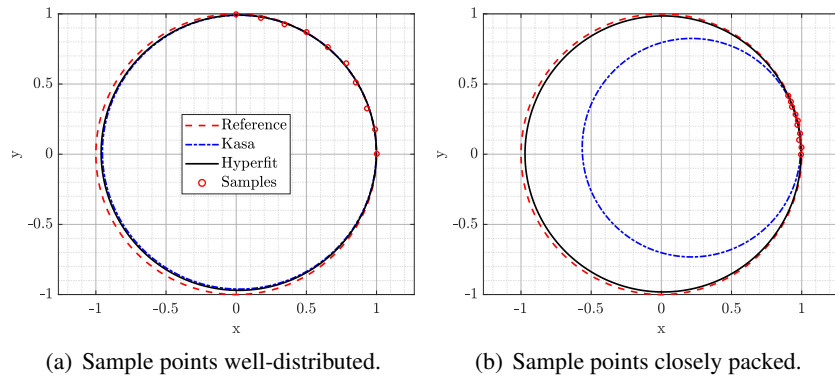 1
0.5
0
-0.5
-1
y
-1
-0.5
0
0.5
1
x
Reference
Kasa
Hyperfit
Samples
(a) Sample points well-distributed.
1
0.5
0
-0.5
-1
y
-1
-0.5
0
0.5
1
x
(b) Sample points closely packed.